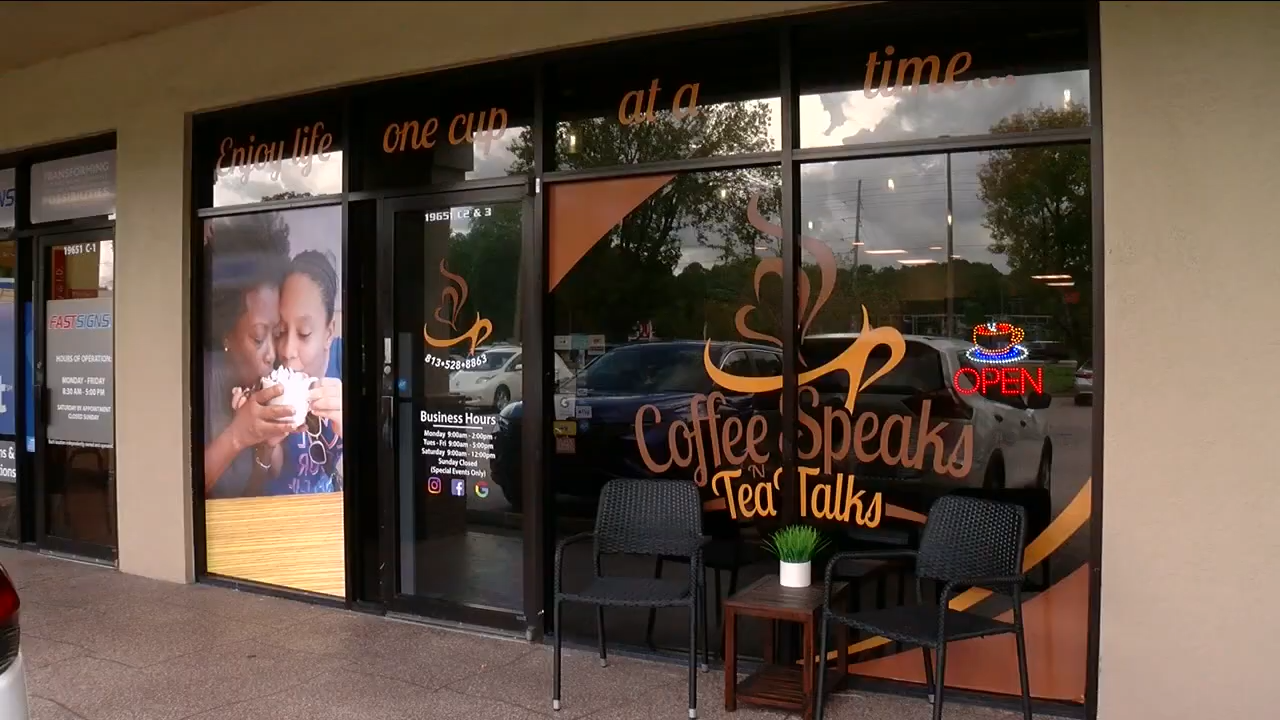 Enjoy life one cup at a time...
TRANSFORMING
POSSIBILITIES
NS
19651 C-1
FASTSIGNS
HOURS OF OPERATION:
MONDAY - FRIDAY
8:30 AM - 5:00 PM
SATURDAY BY APPOINTMENT
CLOSED SUNDAY
19651 C2 & 3
813•528•8863
Business Hours
Monday 9:00am - 2:00pm
Tues - Fri 9:00am - 5:00pm
Saturday 9:00am - 12:00pm
Sunday Closed
(Special Events Only)
OPEN
Coffee Speaks
'N
Tea Talks